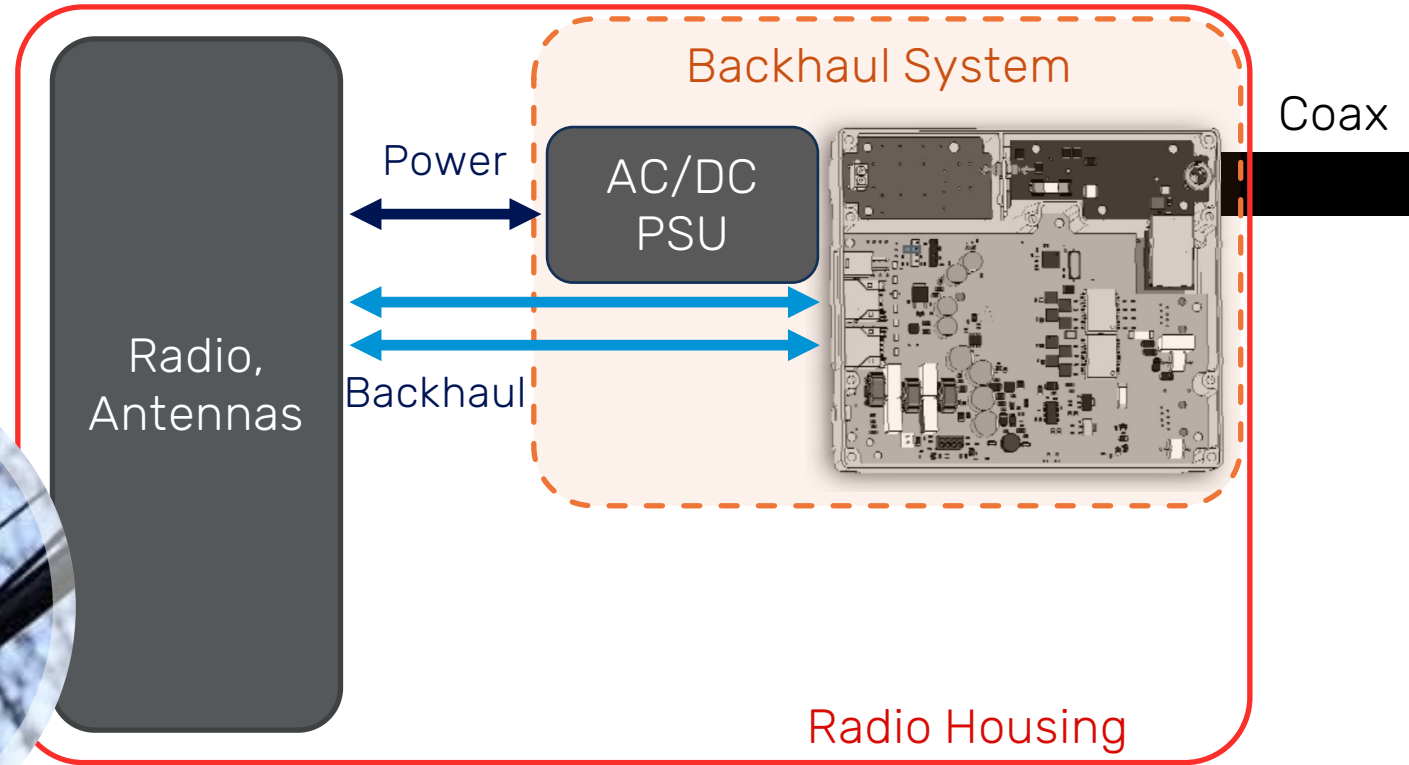 Backhaul System
Coax
Power
AC/DC
PSU
Radio,
Antennas
Backhaul
Radio Housing